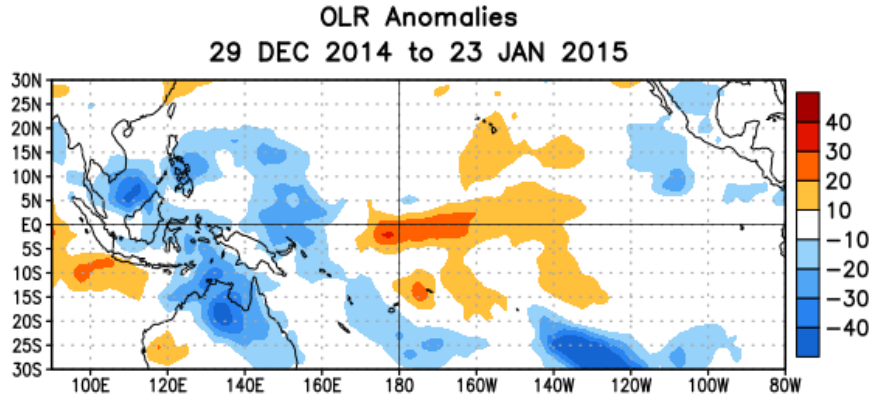 OLR Anomalies
29 DEC 2014 to 23 JAN 2015
30N
25N
20N
15N
10N
5N
EQ
5S
10S
15S
20S
25S
30S
100E 120E 140E 160E 180 160W 140W 120W 100W 80W
40
30
20
10
−10
−20
−30
−40